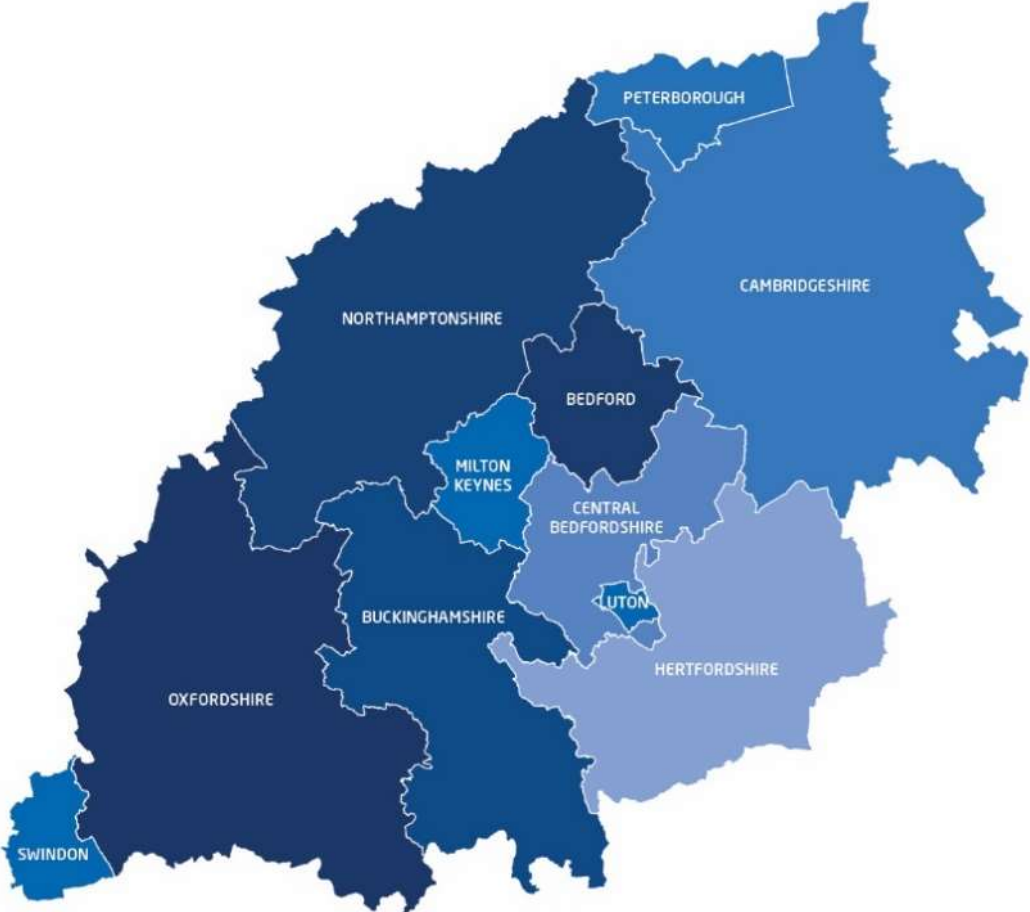 PETERBOROUGH
CAMBRIDGESHIRE
NORTHAMPTONSHIRE
BEDFORD
MILTON
KEYNES
CENTRAL
BEDFORDSHIRE
LUTON
BUCKINGHAMSHIRE
HERTFORDSHIRE
OXFORDSHIRE
SWINDON